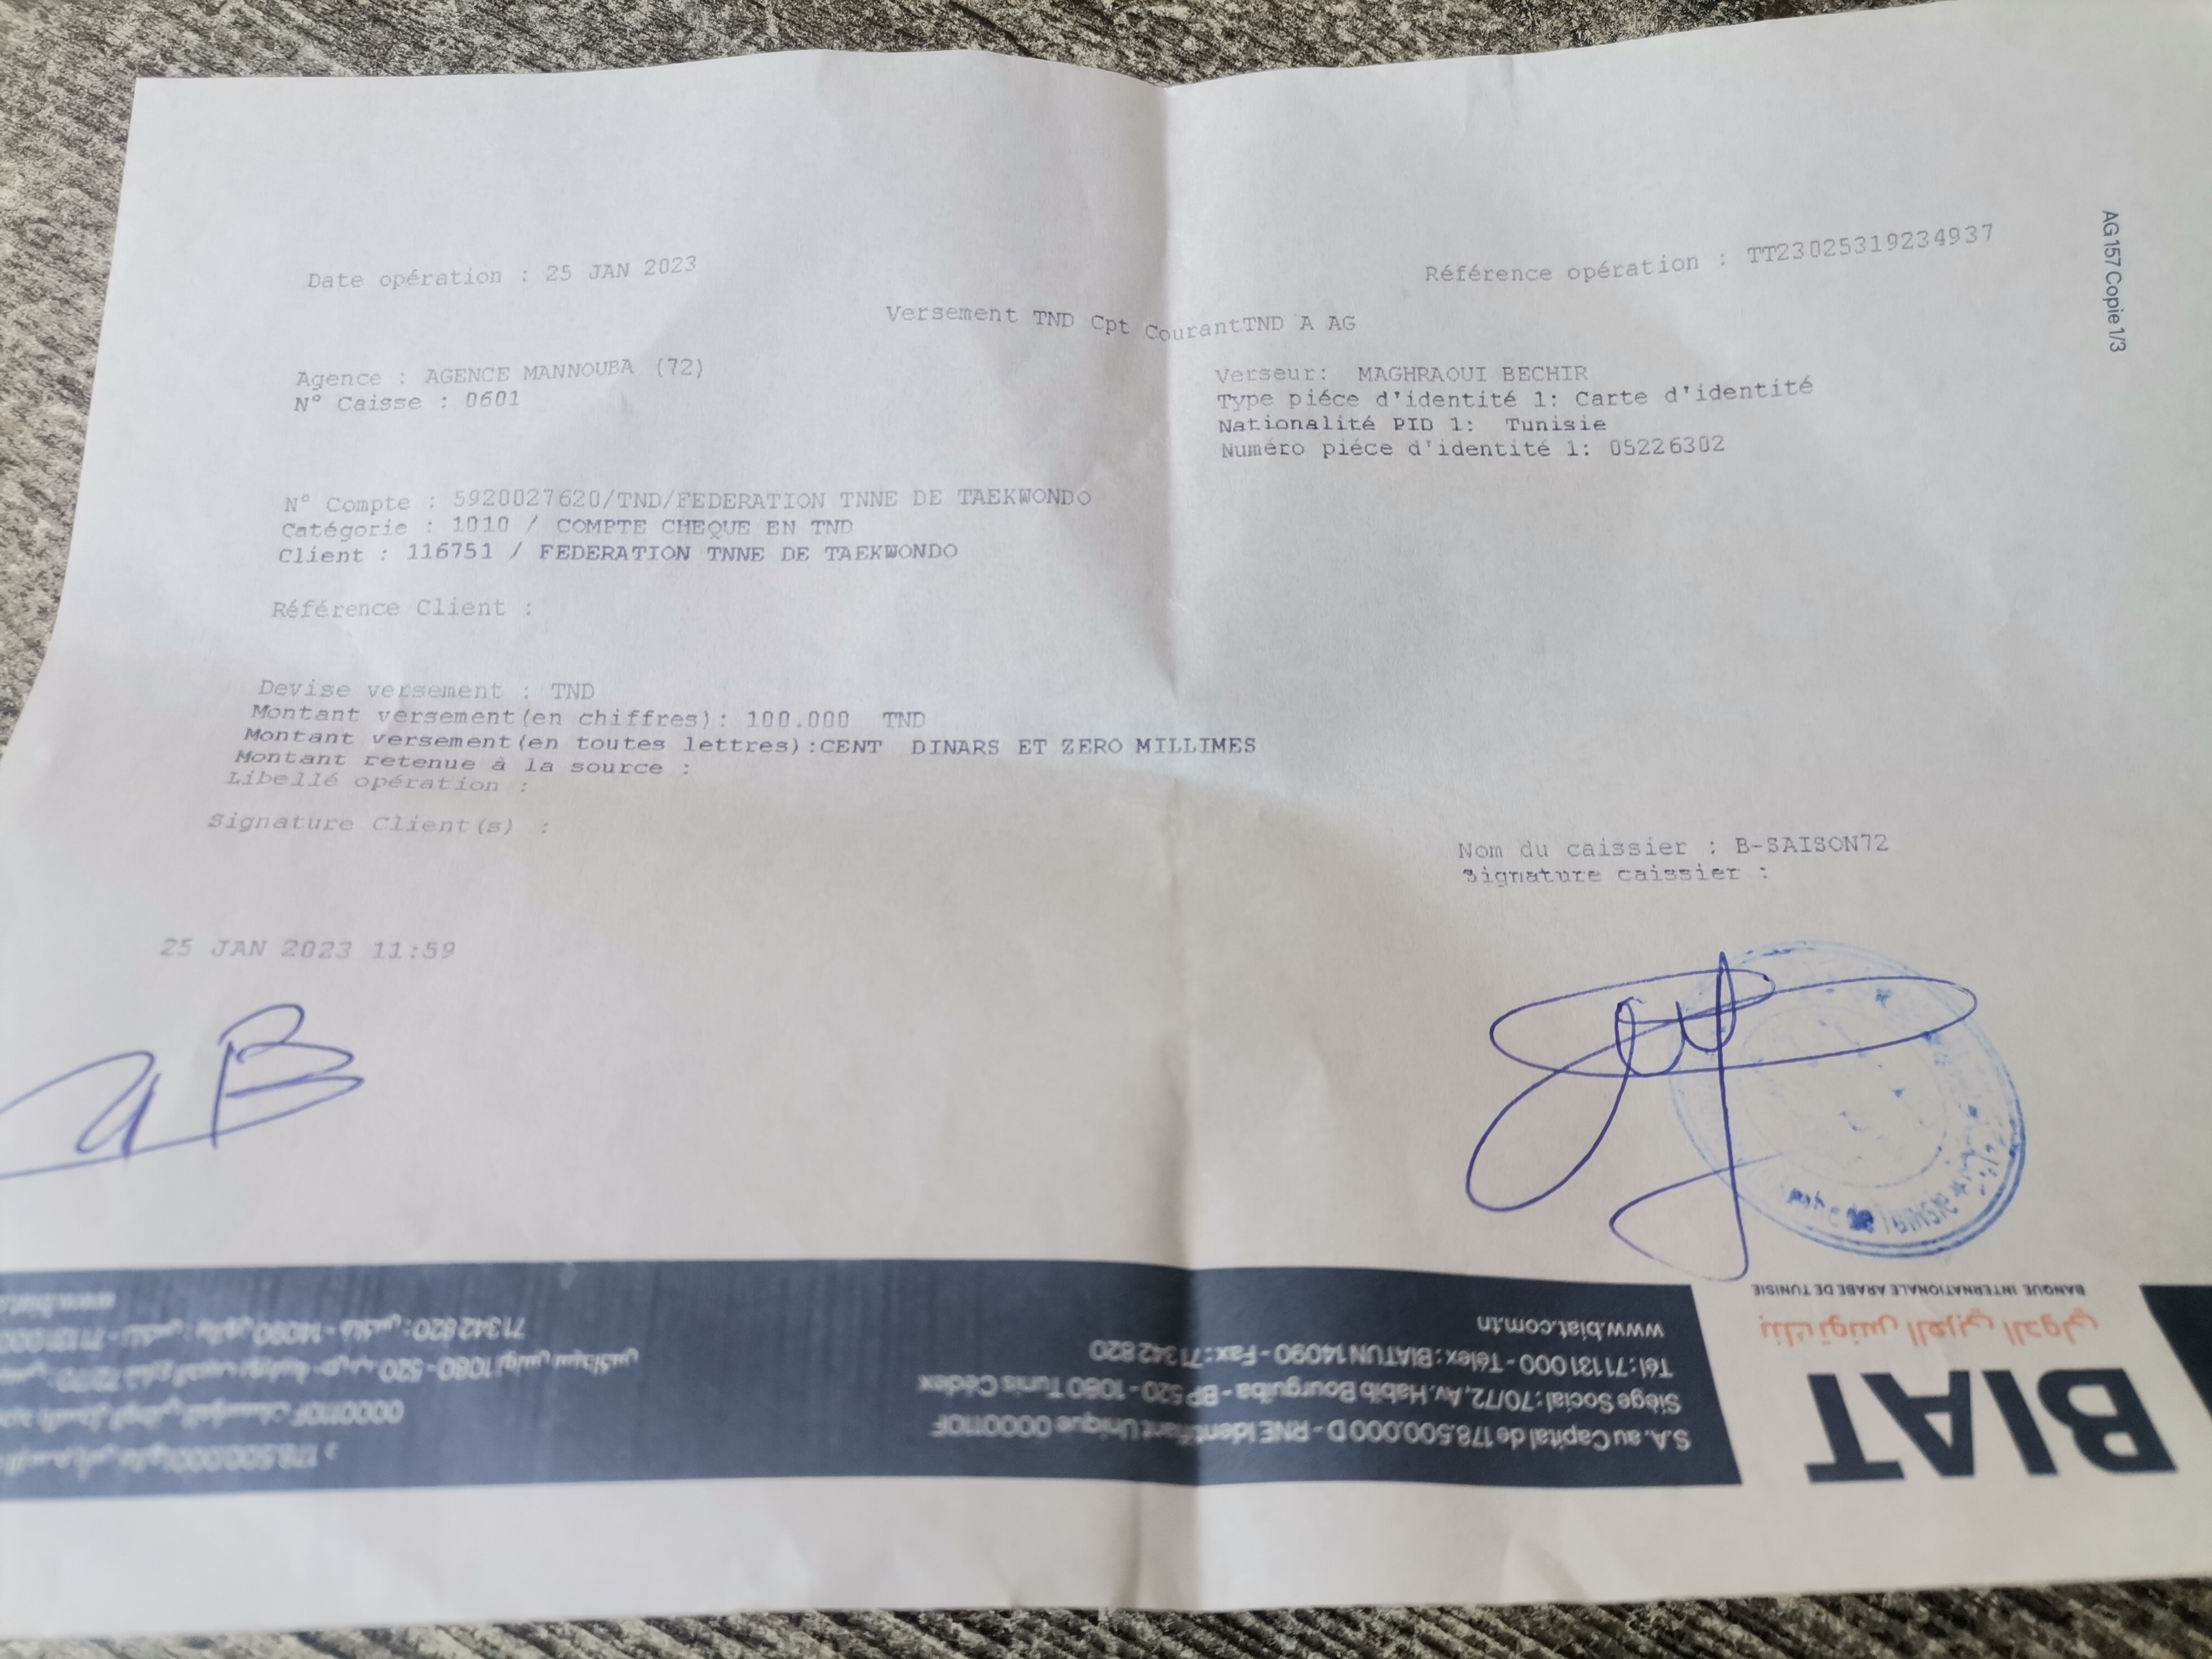 Date opération : 25 JAN 2023
Référence opération : TT23025319234937
Versement TND Cpt CourantTND A AG
Agence : AGENCE MANNOUBA (72)
N° Caisse : 0601
Verseur: MAGHRAOUI BECHIR
Type piéce d'identité 1: Carte d'identité
Nationalité PID 1: Tunisie
Numéro piéce d'identité 1: 05226302
N° Compte : 5920027620/TND/FEDERATION TNNE DE TAEKWONDO
Catégorie : 1010 / COMPTE CHEQUE EN TND
Client : 116751 / FEDERATION TNNE DE TAEKWONDO
Référence Client :
Devise versement : TND
Montant versement(en chiffres): 100.000 TND
Montant versement(en toutes lettres):CENT DINARS ET ZERO MILLIMES
Montant retenue à la source :
Libellé opération :
Signature Client(s) :
Nom du caissier : B-SAISON72
Signature caissier :
25 JAN 2023 11:59
AG157 Copie 1/3
BIAT
بنك تونس العربي الدولي
BANQUE INTERNATIONALE ARABE DE TUNISIE
S.A. au Capital de 178.500.000 D - RNE Identifiant Unique 0000110F
Siège Social : 70/72, Av. Habib Bourguiba - BP 520 - 1080 Tunis Cédex
Tél : 71 131 000 - Télex : BIATUN 14090 - Fax : 71 342 820
www.biat.com.tn